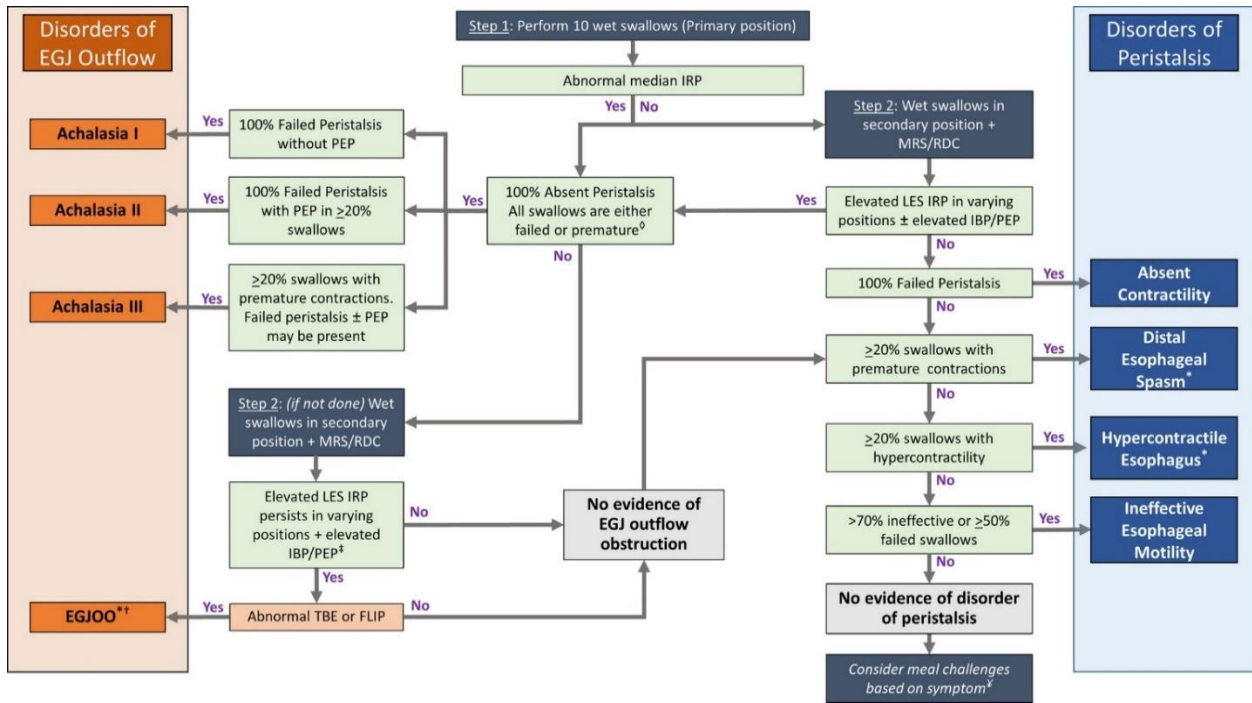 Disorders of
EGJ Outflow
Step 1: Perform 10 wet swallows (Primary position)
Disorders of
Peristalsis
Abnormal median IRP
Yes
No
Step 2: Wet swallows in
secondary position +
MRS/RDC
Achalasia I
Yes
100% Failed Peristalsis
without PEP
Achalasia II
Yes
100% Failed Peristalsis
with PEP in ≥20%
swallows
Yes
100% Absent Peristalsis
All swallows are either
failed or premature◊
Yes
Elevated LES IRP in varying
positions ± elevated IBP/PEP
No
No
Achalasia III
Yes
≥20% swallows with
premature contractions.
Failed peristalsis ± PEP
may be present
100% Failed Peristalsis
Yes
Absent
Contractility
No
≥20% swallows with
premature contractions
Yes
Distal
Esophageal
Spasm*
No
Step 2: (if not done) Wet
swallows in secondary
position + MRS/RDC
≥20% swallows with
hypercontractility
Yes
Hypercontractile
Esophagus*
No
Elevated LES IRP
persists in varying
positions + elevated
IBP/PEP‡
No
No evidence of
EGJ outflow
obstruction
>70% ineffective or ≥50%
failed swallows
Yes
Ineffective
Esophageal
Motility
Yes
No
EGJOO*†
Yes
Abnormal TBE or FLIP
No
No evidence of disorder
of peristalsis
Consider meal challenges
based on symptom¥